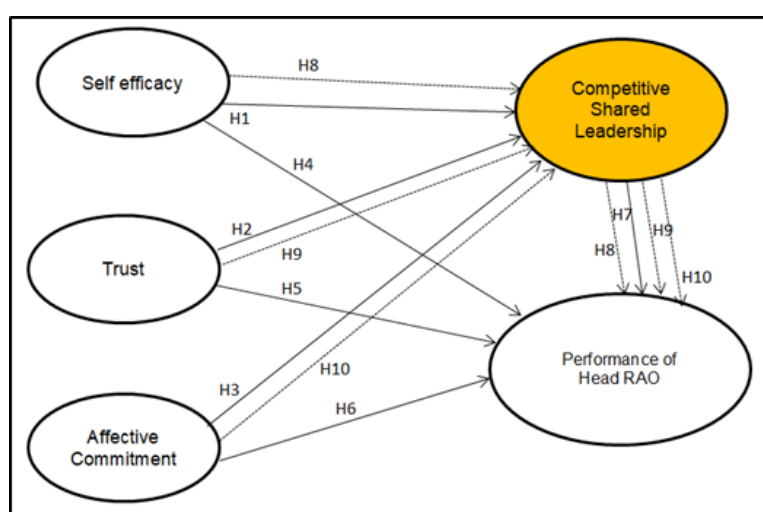 Self efficacy
H8
H1
Competitive
Shared
Leadership
H4
H2
H9
Trust
H5
H7
H8
H9
H10
H3
H10
H6
Performance of
Head RAO
Affective
Commitment